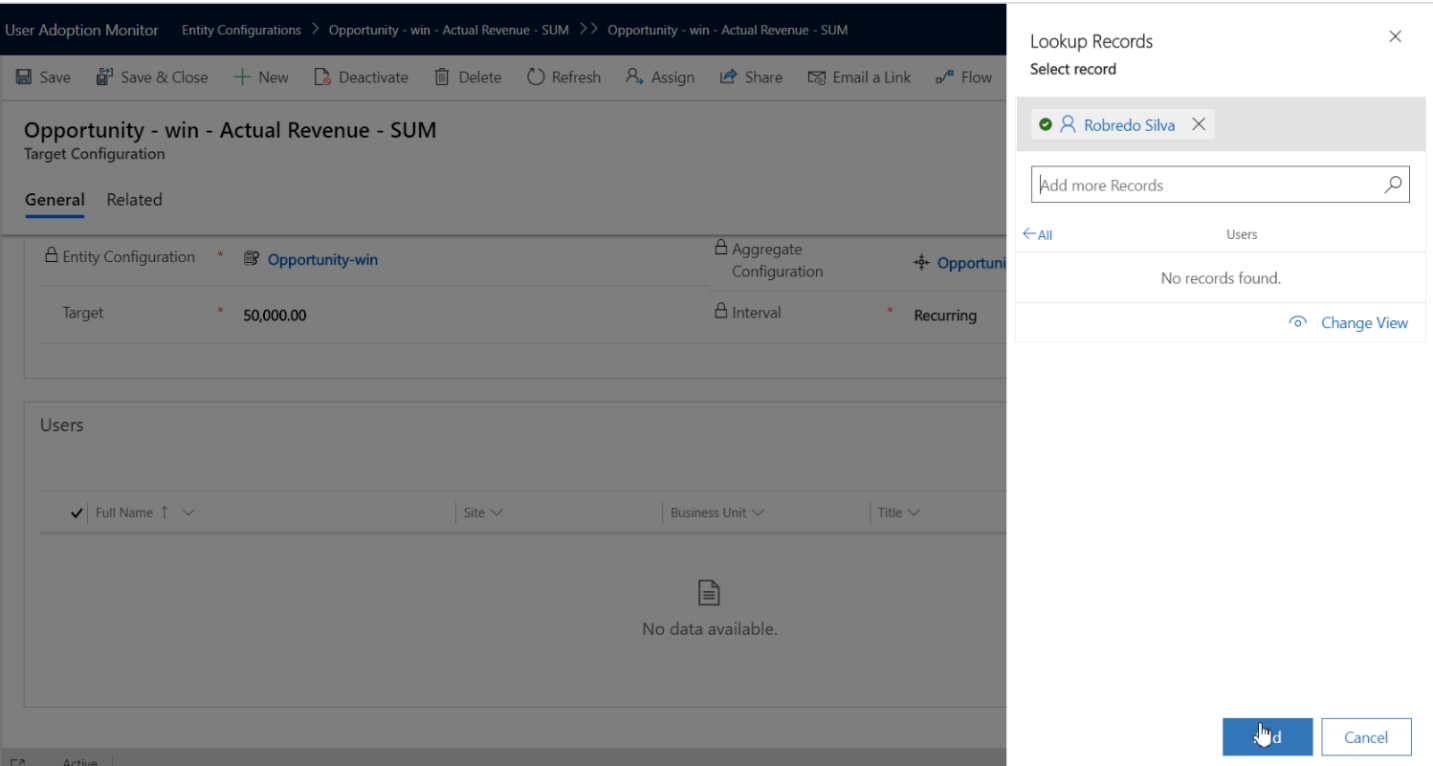 User Adoption Monitor Entity Configurations > Opportunity - win - Actual Revenue - SUM >> Opportunity - win - Actual Revenue - SUM
Save Save & Close New Deactivate Delete Refresh Assign Share Email a Link Flow
Opportunity - win - Actual Revenue - SUM
Target Configuration
General Related
Entity Configuration * Opportunity-win
Aggregate
Configuration Opportuni
Target * 50,000.00
Interval * Recurring
Users
Full Name ↑ Site Business Unit Title
No data available.
Active
Lookup Records
Select record
Robredo Silva
Add more Records
All Users
No records found.
Change View
Cancel